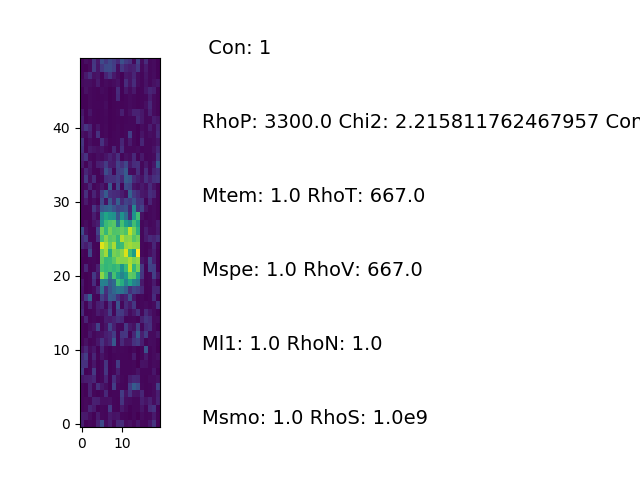 Con: 1
RhoP: 3300.0 Chi2: 2.215811762467957 Con
40
Mtem: 1.0 RhoT: 667.0
30
Mspe: 1.0 RhoV: 667.0
20
Ml1: 1.0 RhoN: 1.0
10
Msmo: 1.0 RhoS: 1.0e9
0
0 10